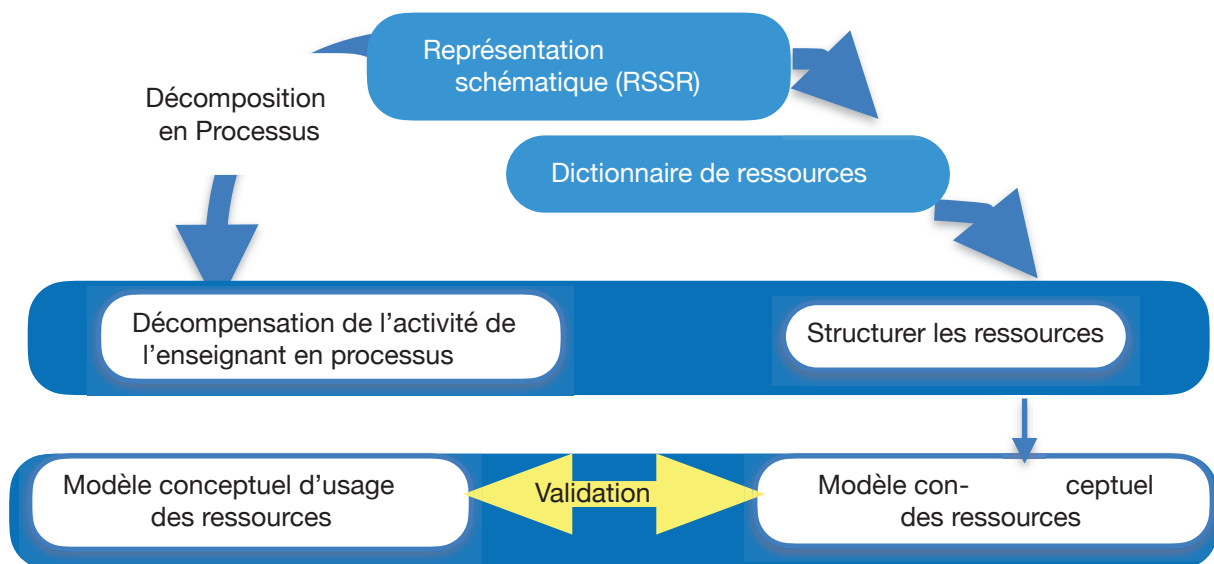 Représentation
schématique (RSSR)
Décomposition
en Processus
Dictionnaire de ressources
Décompensation de l’activité de
l’enseignant en processus
Structurer les ressources
Modèle conceptuel d’usage
des ressources
Validation
Modèle con- ceptuel
des ressources